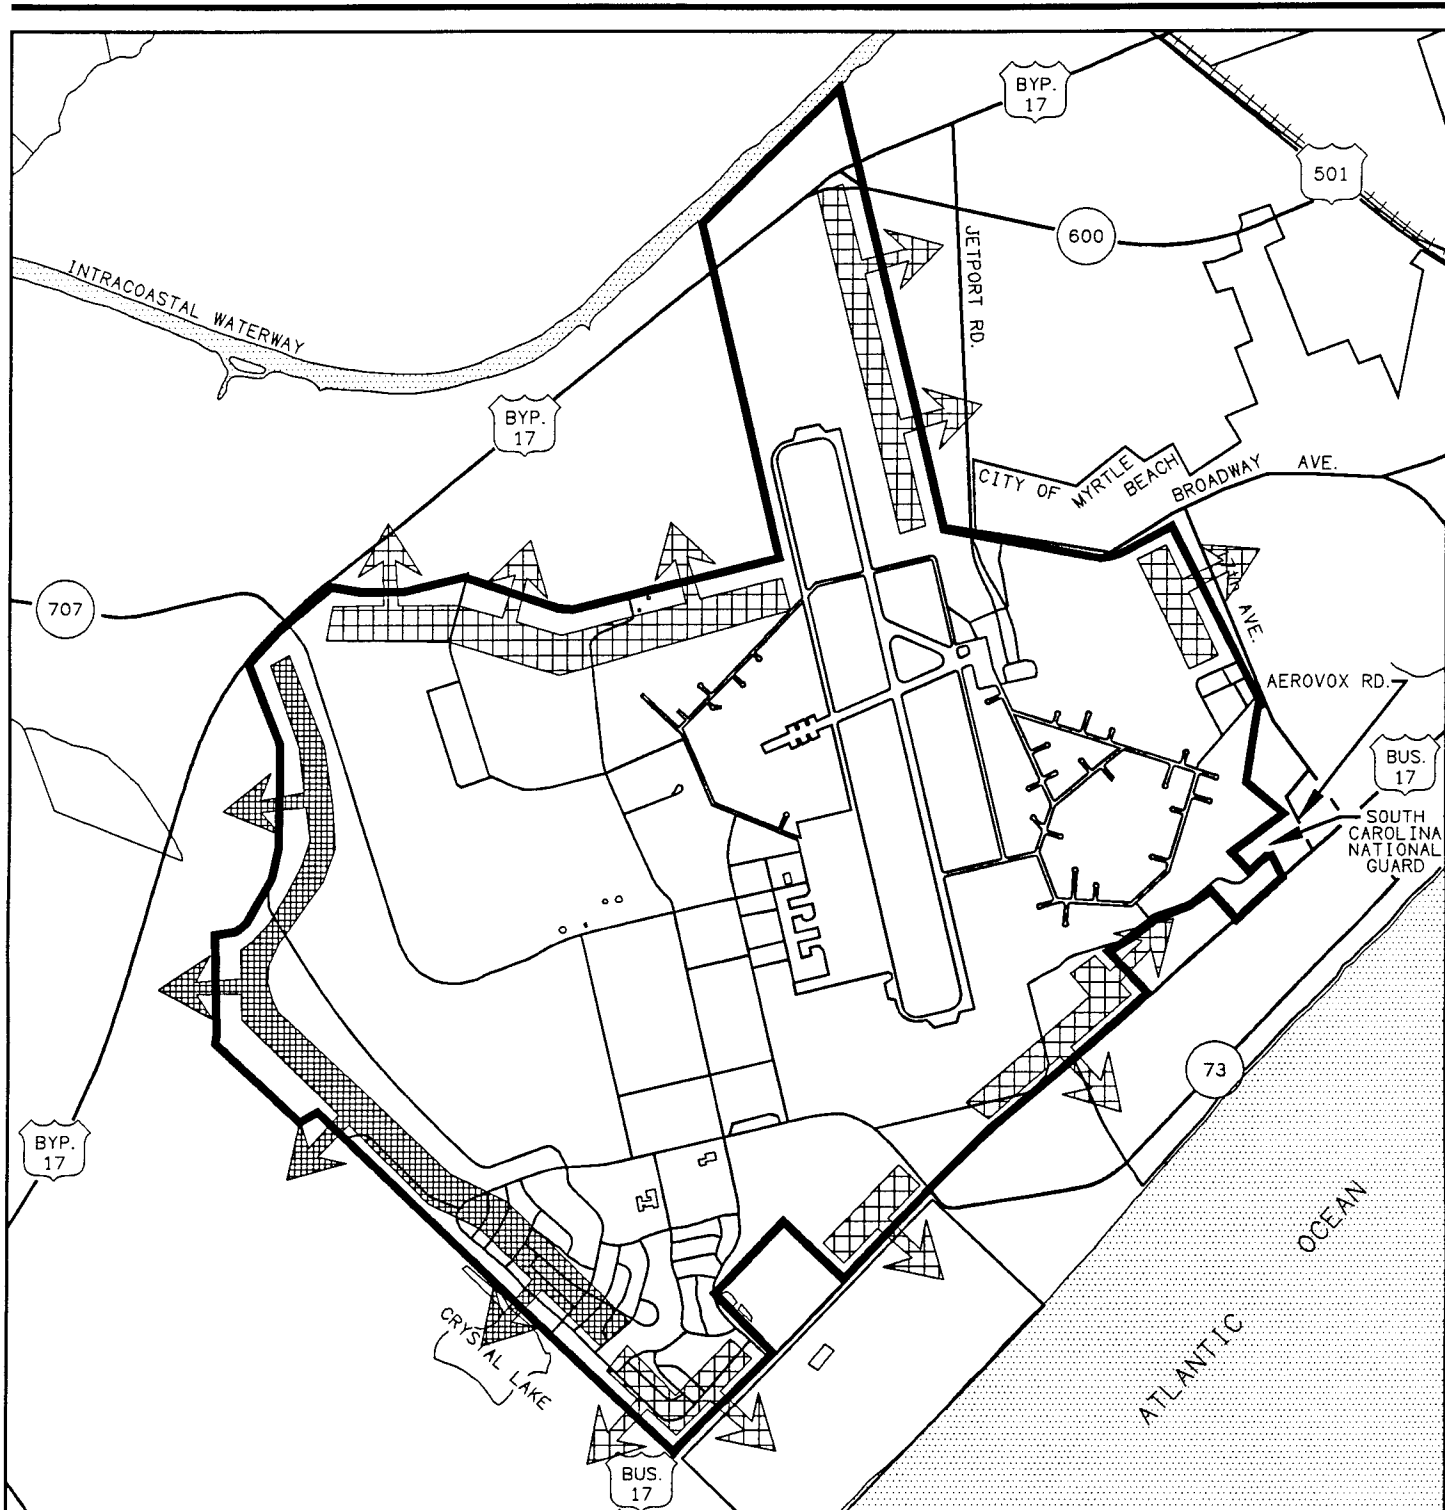 BYP.
17
501
600
JETPORT RD.
INTRACOASTAL WATERWAY
BYP.
17
CITY OF MYRTLE
BEACH
BROADWAY AVE.
707
AVE.
AEROVOX RD.
BUS.
17
SOUTH
CAROLINA
NATIONAL
GUARD
73
BYP.
17
ATLANTIC OCEAN
CRYSTAL LAKE
BUS.
17